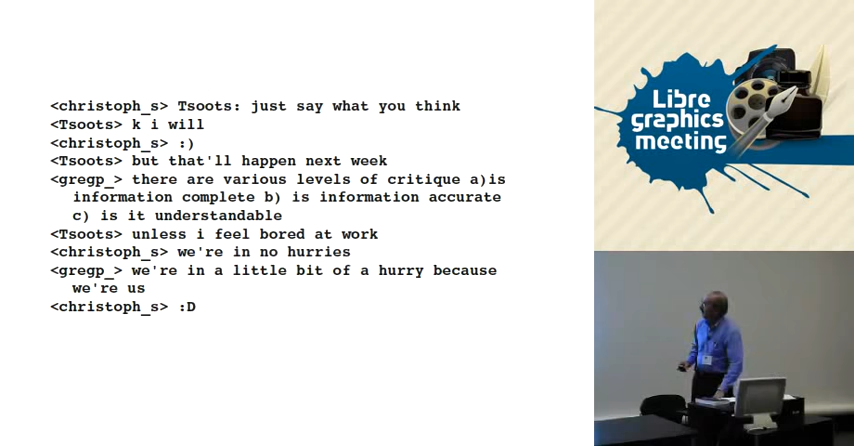 <christoph_s> Tsoots: just say what you think
<Tsoots> k i will
<christoph_s> :)
<Tsoots> but that'll happen next week
<gregp_> there are various levels of critique a)is
information complete b) is information accurate
c) is it understandable
<Tsoots> unless i feel bored at work
<christoph_s> we're in no hurries
<gregp_> we're in a little bit of a hurry because
we're us
<christoph_s> :D
Libre
graphics
meeting